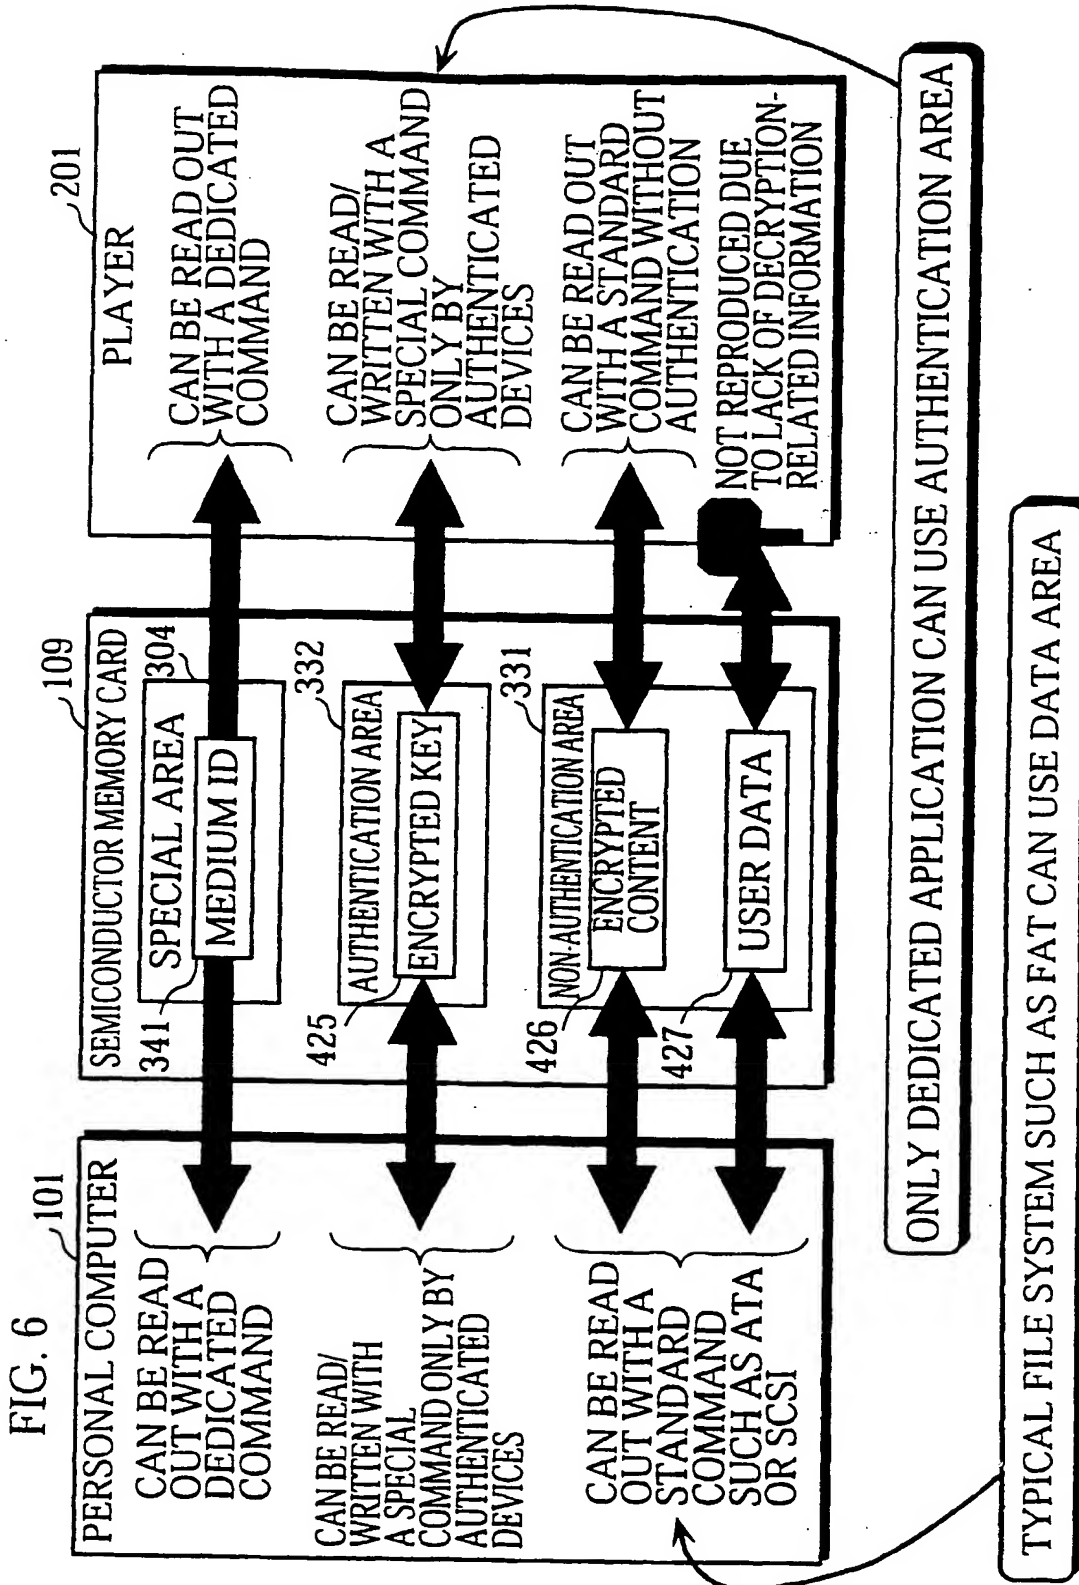 FIG. 6
PERSONAL COMPUTER
101
CAN BE READ
OUT WITH A
DEDICATED
COMMAND
CAN BE READ/
WRITTEN WITH
A SPECIAL
COMMAND ONLY BY
AUTHENTICATED
DEVICES
CAN BE READ
OUT WITH A
STANDARD
COMMAND
SUCH AS ATA
OR SCSI
SEMICONDUCTOR MEMORY CARD
109
SPECIAL AREA
304
341
MEDIUM ID
332
AUTHENTICATION AREA
425
ENCRYPTED KEY
331
NON-AUTHENTICATION AREA
426
ENCRYPTED
CONTENT
427
USER DATA
201
PLAYER
CAN BE READ OUT
WITH A DEDICATED
COMMAND
CAN BE READ/
WRITTEN WITH A
SPECIAL COMMAND
ONLY BY
AUTHENTICATED
DEVICES
CAN BE READ OUT
WITH A STANDARD
COMMAND WITHOUT
AUTHENTICATION
NOT REPRODUCED DUE
TO LACK OF DECRYPTION-
RELATED INFORMATION
ONLY DEDICATED APPLICATION CAN USE AUTHENTICATION AREA
TYPICAL FILE SYSTEM SUCH AS FAT CAN USE DATA AREA